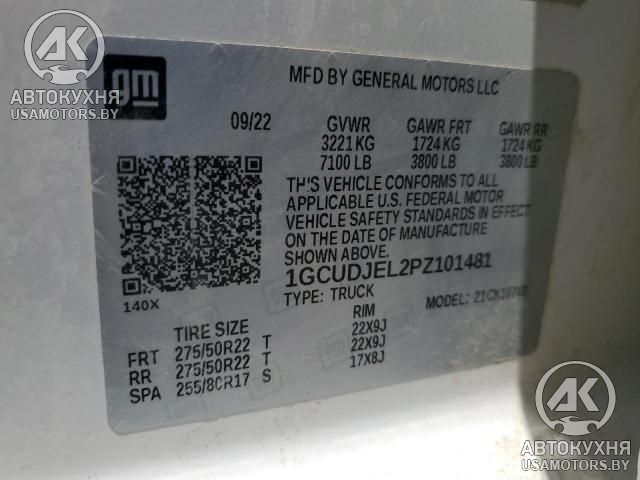 AK
АВТОКУХНЯ
USAMOTORS.BY
gm
MFD BY GENERAL MOTORS LLC
09/22 GVWR GAWR FRT GAWR RR
3221 KG 1724 KG 1724 KG
7100 LB 3800 LB 3800 LB
THIS VEHICLE CONFORMS TO ALL
APPLICABLE U.S. FEDERAL MOTOR
VEHICLE SAFETY STANDARDS IN EFFECT
ON THE DATE OF MANUFACTURE
SHOWN ABOVE.
1GCUDJEL2PZ101481
TYPE: TRUCK MODEL:
140X
TIRE SIZE RIM
FRT 275/50R22 T 22X9J
RR 275/50R22 T 22X9J
SPA 255/80R17 S 17X8J
AK
АВТОКУХНЯ
USAMOTORS.BY